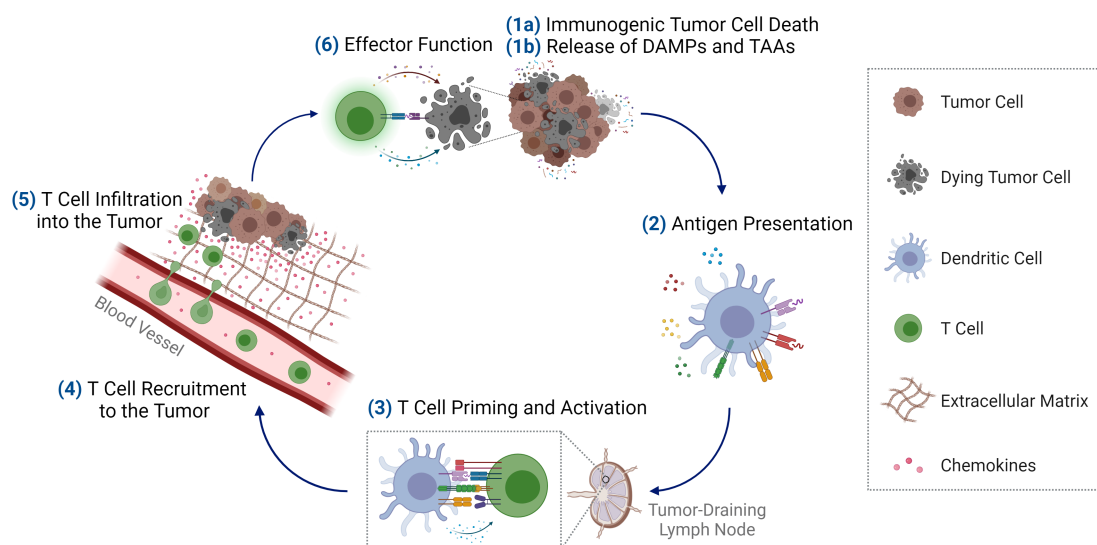 (1a) Immunogenic Tumor Cell Death
(1b) Release of DAMPs and TAAs
(6) Effector Function
(2) Antigen Presentation
(5) T Cell Infiltration
into the Tumor
Blood Vessel
(4) T Cell Recruitment
to the Tumor
(3) T Cell Priming and Activation
Tumor-Draining
Lymph Node
Tumor Cell
Dying Tumor Cell
Dendritic Cell
T Cell
Extracellular Matrix
Chemokines